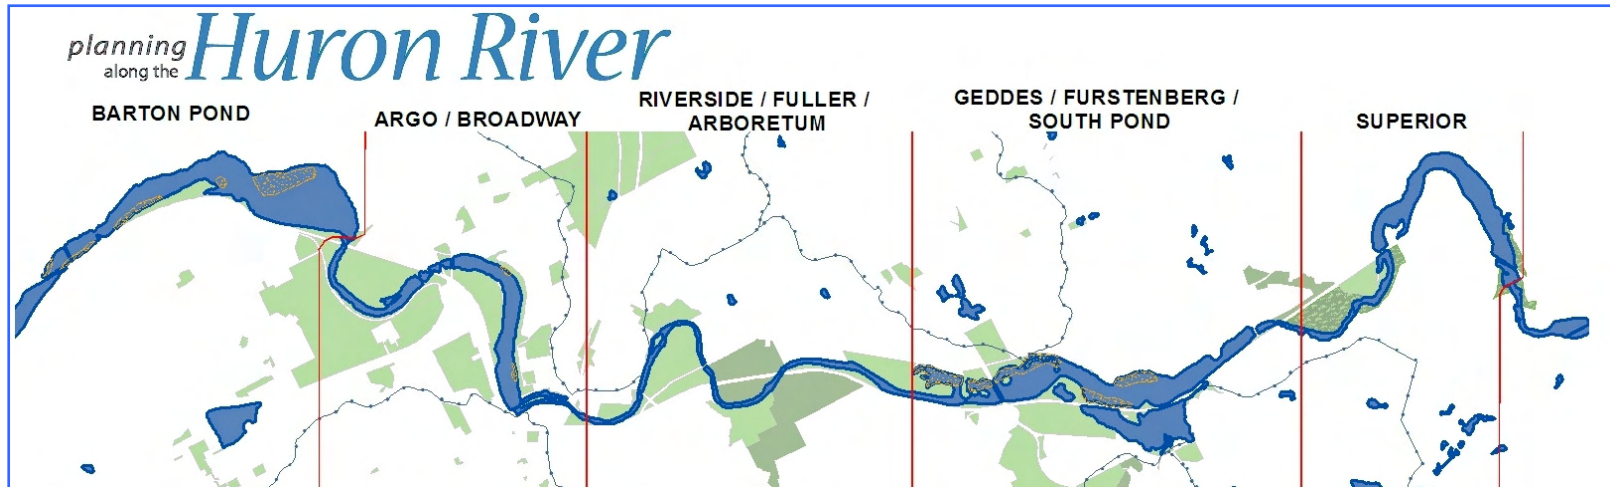 planning
along the
Huron River
BARTON POND
ARGO / BROADWAY
RIVERSIDE / FULLER /
ARBORETUM
GEDDES / FURSTENBERG /
SOUTH POND
SUPERIOR